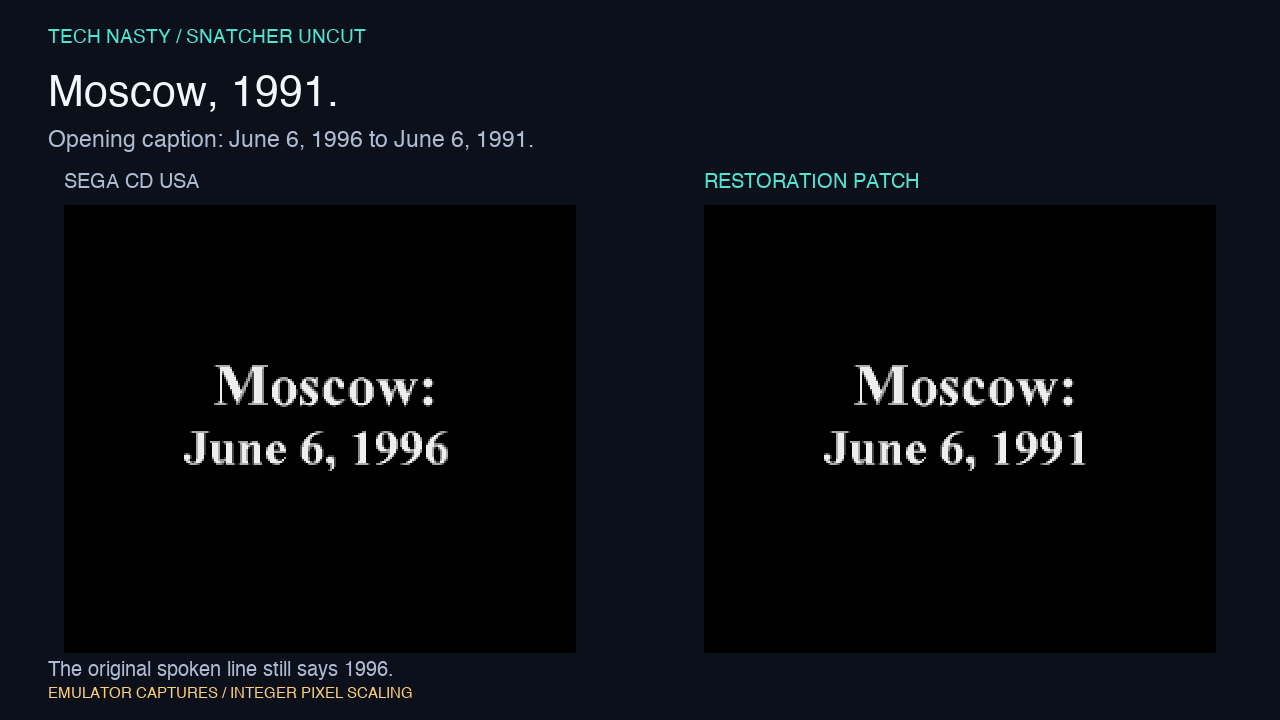 TECH NASTY / SNATCHER UNCUT
Moscow, 1991.
Opening caption: June 6, 1996 to June 6, 1991.
SEGA CD USA
RESTORATION PATCH
Moscow:
June 6, 1996
Moscow:
June 6, 1991
The original spoken line still says 1996.
EMULATOR CAPTURES / INTEGER PIXEL SCALING